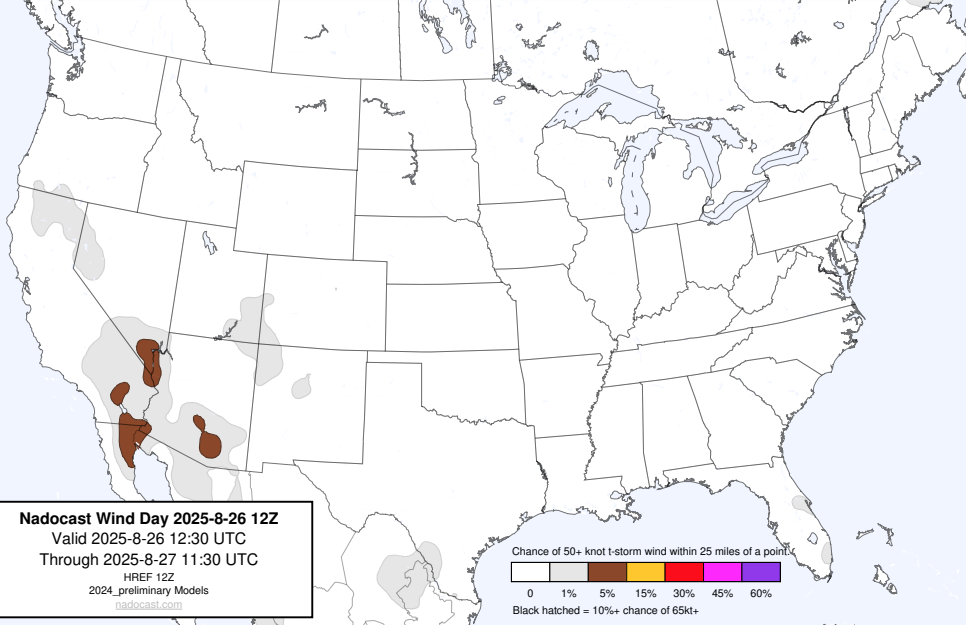 Nadocast Wind Day 2025-8-26 12Z
Valid 2025-8-26 12:30 UTC
Through 2025-8-27 11:30 UTC
HREF 12Z
2024_preliminary Models
nadocast.com
Chance of 50+ knot t-storm wind within 25 miles of a point.
0 1% 5% 15% 30% 45% 60%
Black hatched = 10%+ chance of 65kt+